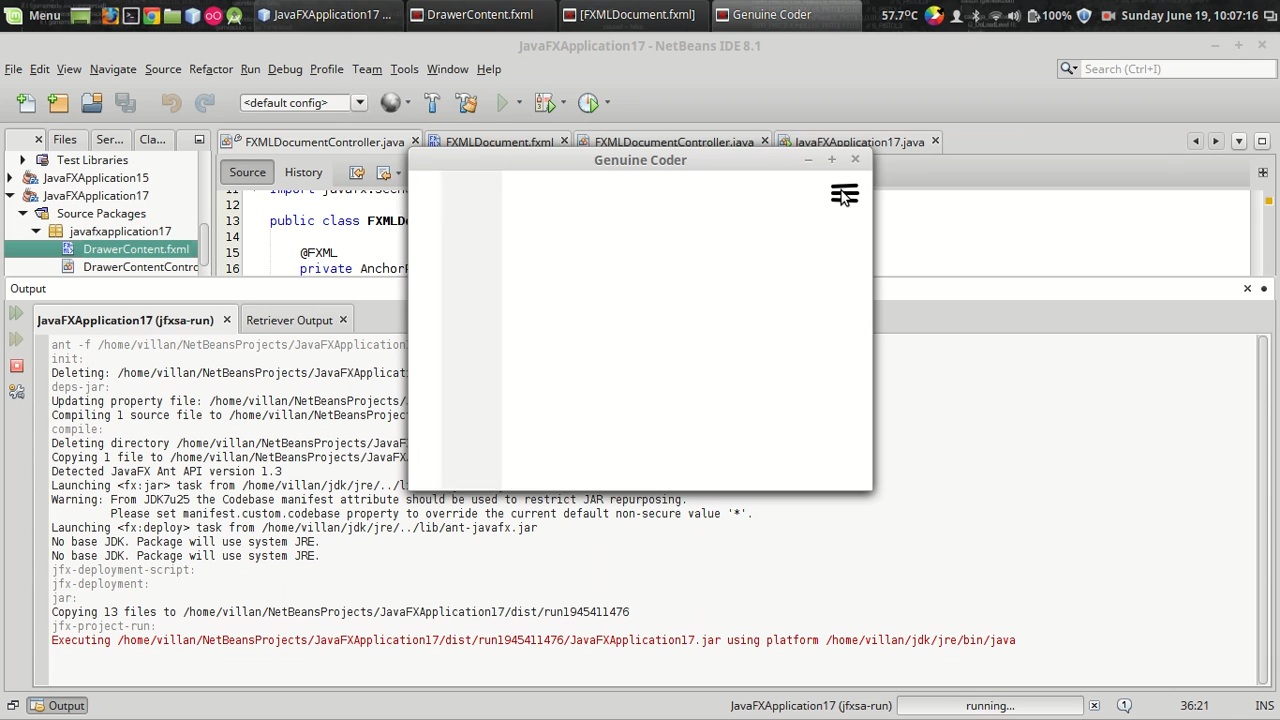 Menu
JavaFXApplication17 ...
DrawerContent.fxml
[FXMLDocument.fxml]
Genuine Coder
57.7°C
100%
Sunday June 19, 10:07:16
JavaFXApplication17 - NetBeans IDE 8.1
File Edit View Navigate Source Refactor Run Debug Profile Team Tools Window Help
Search (Ctrl+I)
<default config>
Files Ser... Cla...
FXMLDocumentController.java
FXMLDocument.fxml
FXMLDocumentController.java
JavaFXApplication17.java
Test Libraries
JavaFXApplication15
JavaFXApplication17
Source Packages
javafxapplication17
DrawerContent.fxml
DrawerContentContro
Source History
13 public class FXMLDo
14
15 @FXML
16 private AnchorP
Genuine Coder
Output
JavaFXApplication17 (jfxsa-run)
Retriever Output
ant -f /home/villan/NetBeansProjects/JavaFXApplication1
init:
Deleting: /home/villan/NetBeansProjects/JavaFXApplicati
deps-jar:
Updating property file: /home/villan/NetBeansProjects/J
Compiling 1 source file to /home/villan/NetBeansProject
compile:
Deleting directory /home/villan/NetBeansProjects/JavaFX
Copying 1 file to /home/villan/NetBeansProjects/JavaFXA
Detected JavaFX Ant API version 1.3
Launching <fx:jar> task from /home/villan/jdk/jre/../li
Warning: From JDK7u25 the Codebase manifest attribute should be used to restrict JAR repurposing.
Please set manifest.custom.codebase property to override the current default non-secure value '*'.
Launching <fx:deploy> task from /home/villan/jdk/jre/../lib/ant-javafx.jar
No base JDK. Package will use system JRE.
No base JDK. Package will use system JRE.
jfx-deployment-script:
jfx-deployment:
jar:
Copying 13 files to /home/villan/NetBeansProjects/JavaFXApplication17/dist/run1945411476
jfx-project-run:
Executing /home/villan/NetBeansProjects/JavaFXApplication17/dist/run1945411476/JavaFXApplication17.jar using platform /home/villan/jdk/jre/bin/java
Output
JavaFXApplication17 (jfxsa-run)
running...
36:21
INS